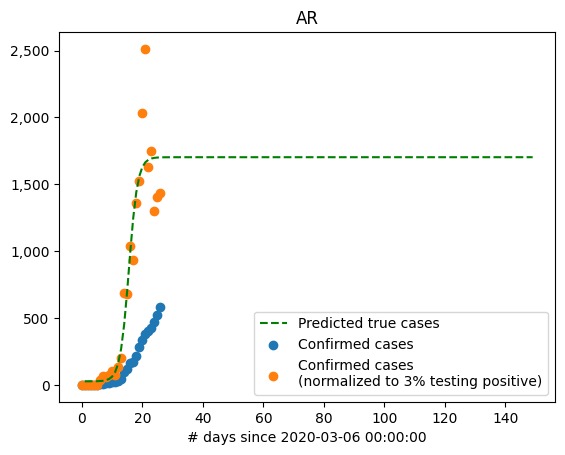 AR
2,500
2,000
1,500
1,000
500
0
0 20 40 60 80 100 120 140
# days since 2020-03-06 00:00:00
Predicted true cases
Confirmed cases
Confirmed cases
(normalized to 3% testing positive)